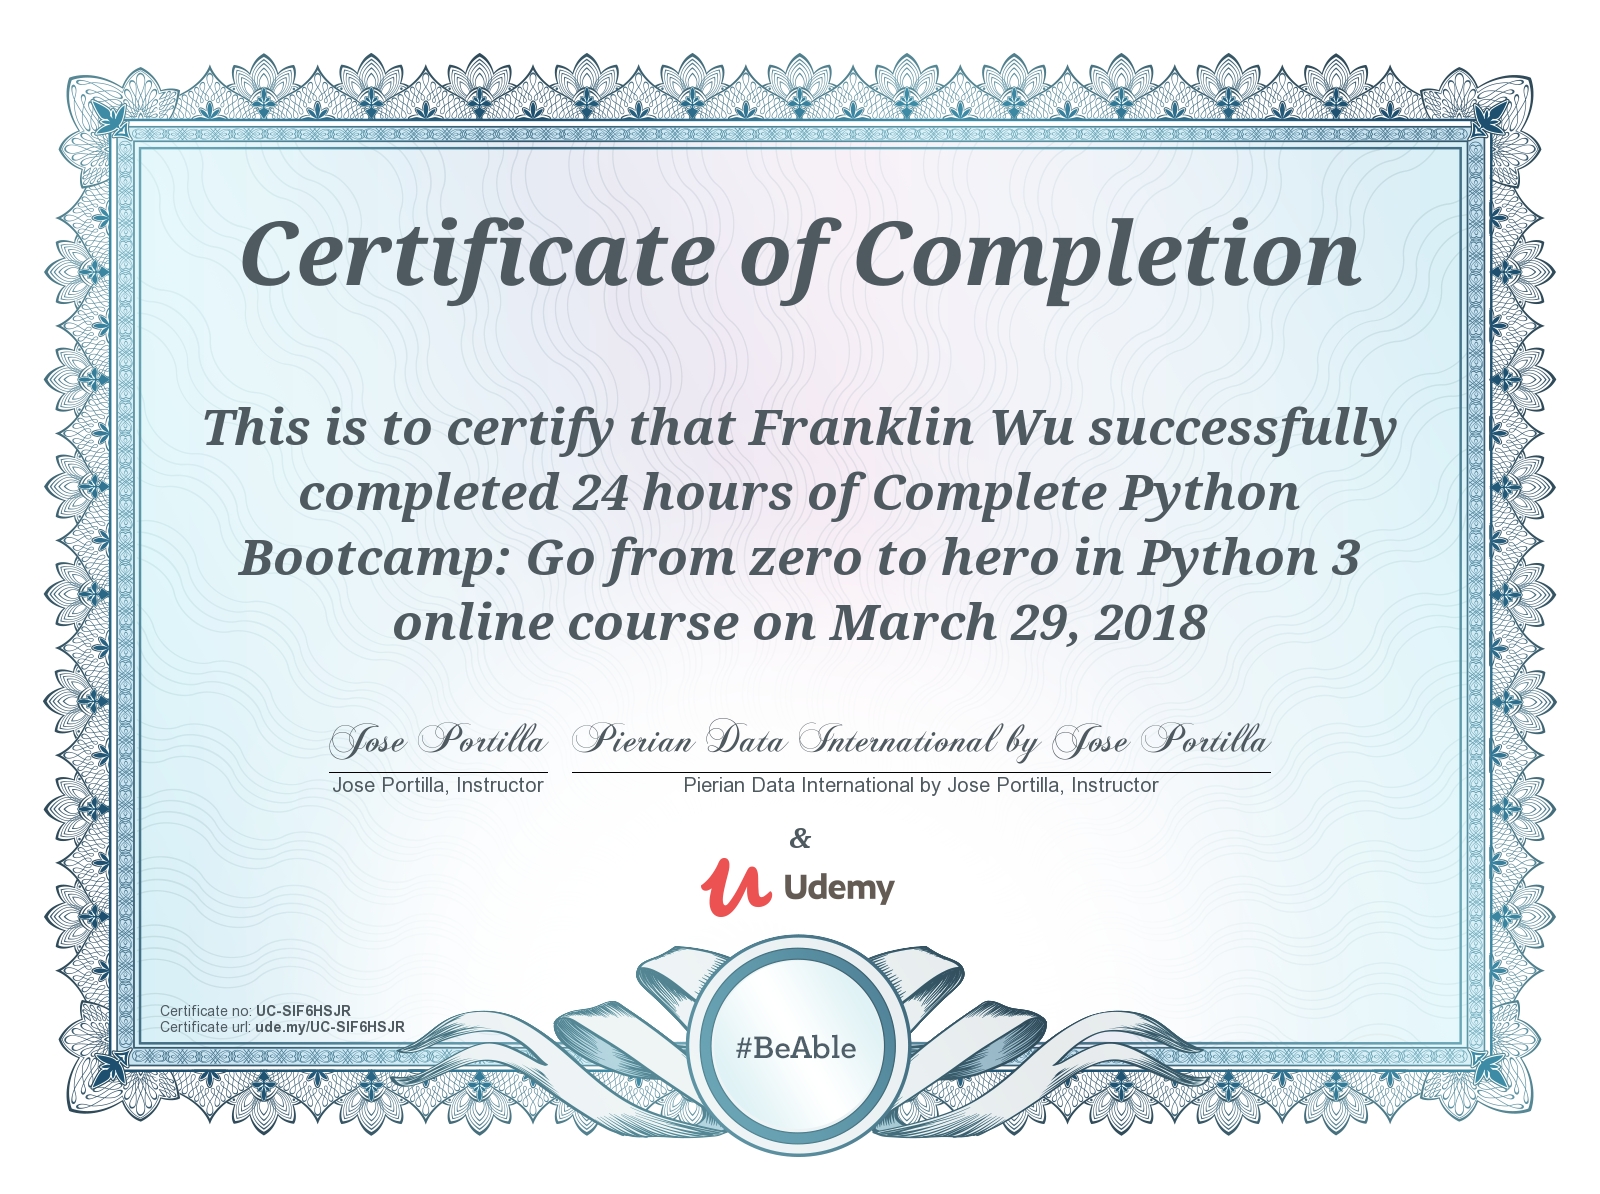 Certificate of Completion
This is to certify that Franklin Wu successfully
completed 24 hours of Complete Python
Bootcamp: Go from zero to hero in Python 3
online course on March 29, 2018
Jose Portilla Pierian Data International by Jose Portilla
Jose Portilla, Instructor Pierian Data International by Jose Portilla, Instructor
&
Udemy
Certificate no: UC-SIF6HSJR
Certificate url: ude.my/UC-SIF6HSJR
#BeAble